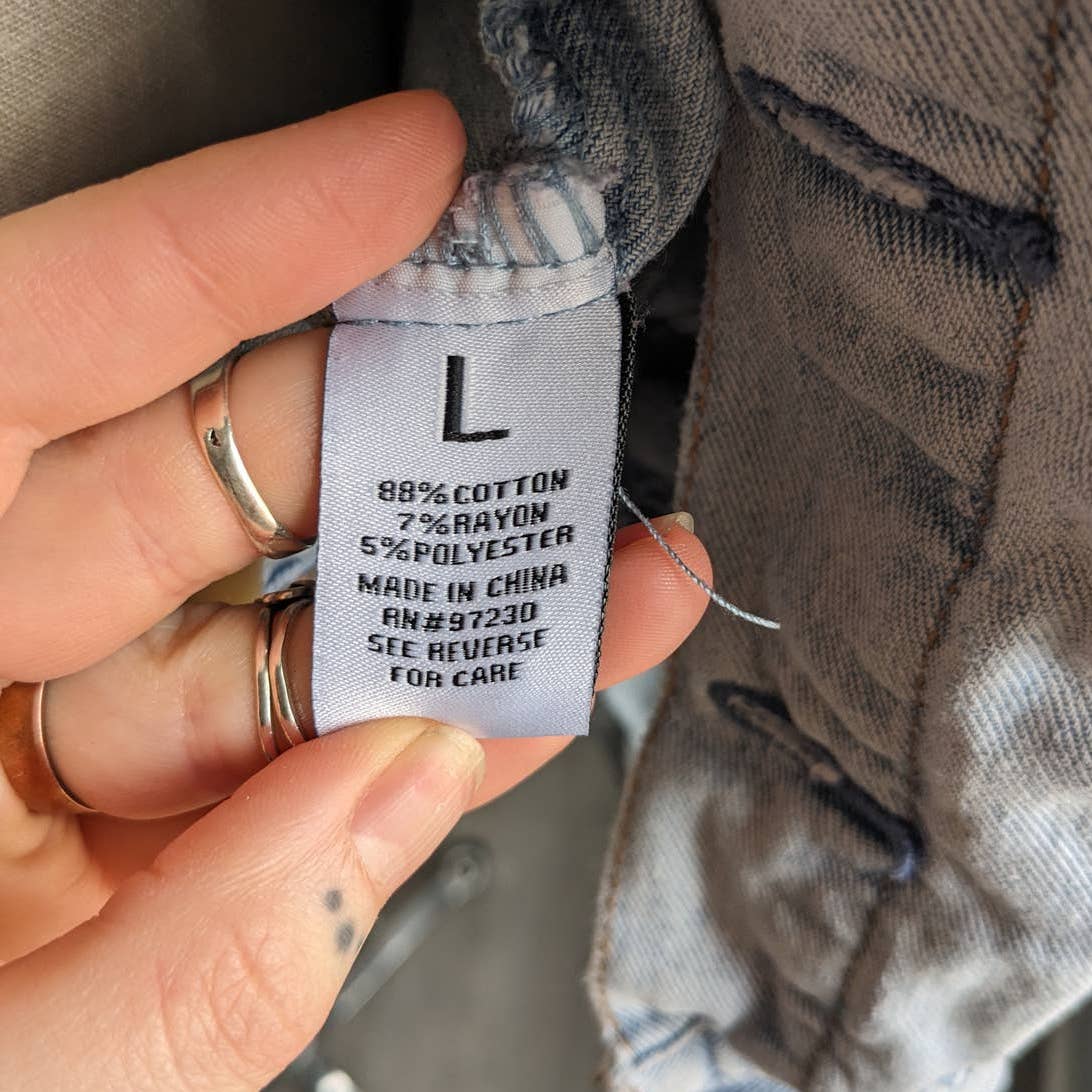 L
88% COTTON
7% RAYON
5% POLYESTER
MADE IN CHINA
RN#97230
SEE REVERSE
FOR CARE